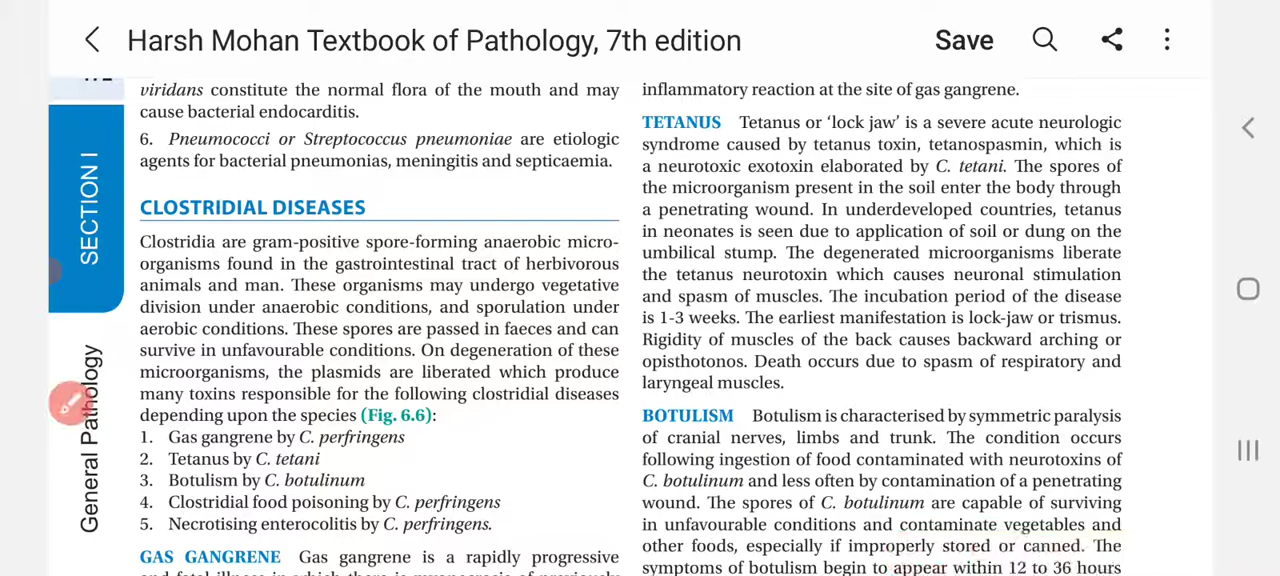 Harsh Mohan Textbook of Pathology, 7th edition
Save
SECTION I
General Pathology
viridans constitute the normal flora of the mouth and may
cause bacterial endocarditis.
6. Pneumococci or Streptococcus pneumoniae are etiologic
agents for bacterial pneumonias, meningitis and septicaemia.
CLOSTRIDIAL DISEASES
Clostridia are gram-positive spore-forming anaerobic micro-
organisms found in the gastrointestinal tract of herbivorous
animals and man. These organisms may undergo vegetative
division under anaerobic conditions, and sporulation under
aerobic conditions. These spores are passed in faeces and can
survive in unfavourable conditions. On degeneration of these
microorganisms, the plasmids are liberated which produce
many toxins responsible for the following clostridial diseases
depending upon the species (Fig. 6.6):
1. Gas gangrene by C. perfringens
2. Tetanus by C. tetani
3. Botulism by C. botulinum
4. Clostridial food poisoning by C. perfringens
5. Necrotising enterocolitis by C. perfringens.
GAS GANGRENE Gas gangrene is a rapidly progressive
inflammatory reaction at the site of gas gangrene.
TETANUS Tetanus or ‘lock jaw’ is a severe acute neurologic
syndrome caused by tetanus toxin, tetanospasmin, which is
a neurotoxic exotoxin elaborated by C. tetani. The spores of
the microorganism present in the soil enter the body through
a penetrating wound. In underdeveloped countries, tetanus
in neonates is seen due to application of soil or dung on the
umbilical stump. The degenerated microorganisms liberate
the tetanus neurotoxin which causes neuronal stimulation
and spasm of muscles. The incubation period of the disease
is 1-3 weeks. The earliest manifestation is lock-jaw or trismus.
Rigidity of muscles of the back causes backward arching or
opisthotonos. Death occurs due to spasm of respiratory and
laryngeal muscles.
BOTULISM Botulism is characterised by symmetric paralysis
of cranial nerves, limbs and trunk. The condition occurs
following ingestion of food contaminated with neurotoxins of
C. botulinum and less often by contamination of a penetrating
wound. The spores of C. botulinum are capable of surviving
in unfavourable conditions and contaminate vegetables and
other foods, especially if improperly stored or canned. The
symptoms of botulism begin to appear within 12 to 36 hours